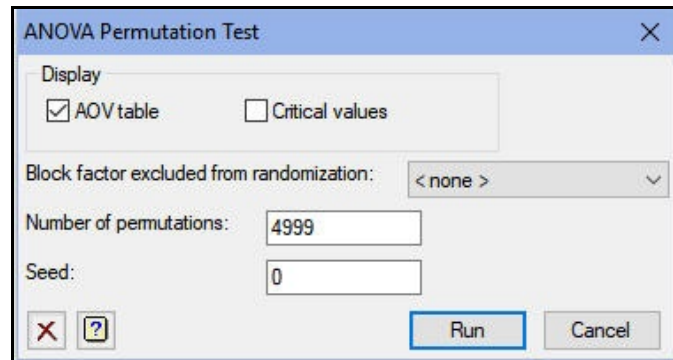 ANOVA Permutation Test
Display
AOV table Critical values
Block factor excluded from randomization: < none >
Number of permutations: 4999
Seed: 0
? Run Cancel